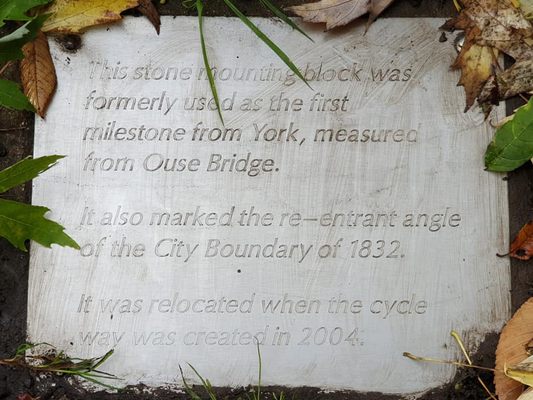 This stone mounting block was
formerly used as the first
milestone from York, measured
from Ouse Bridge.
It also marked the re-entrant angle
of the City Boundary of 1832.
It was relocated when the cycle
way was created in 2004.